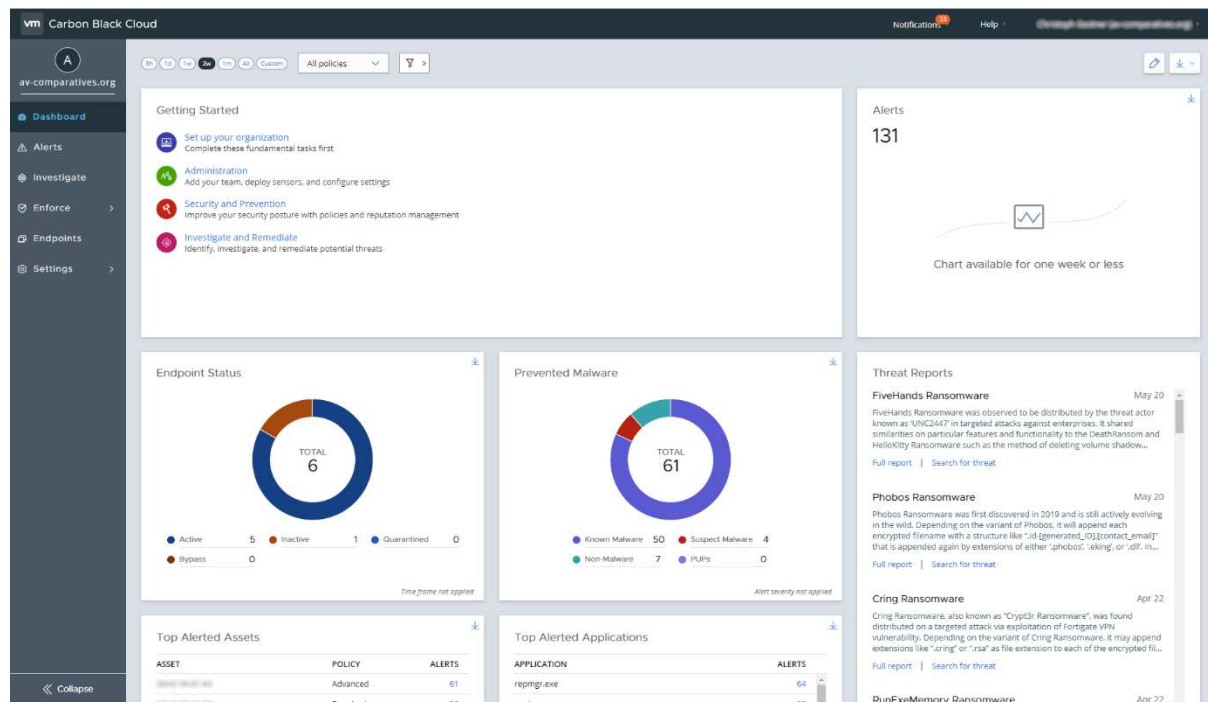 vm Carbon Black Cloud
Notifications 33
Help
A
av-comparatives.org
Dashboard
Alerts
Investigate
Enforce
Endpoints
Settings
Collapse
3h 1d 1w 2w 1m All Custom
All policies
Getting Started
Set up your organization
Complete these fundamental tasks first
Administration
Add your team, deploy sensors, and configure settings
Security and Prevention
Improve your security posture with policies and reputation management
Investigate and Remediate
Identify, investigate, and remediate potential threats
Alerts
131
Chart available for one week or less
Endpoint Status
TOTAL
6
Active 5 Inactive 1 Quarantined 0
Bypass 0
Time frame not applied
Prevented Malware
TOTAL
61
Known Malware 50 Suspect Malware 4
Non-Malware 7 PUPs 0
Alert severity not applied
Threat Reports
FiveHands Ransomware May 20
FiveHands Ransomware was observed to be distributed by the threat actor
known as 'UNC2447' in targeted attacks against enterprises. It shared
similarities on particular features and functionality to the DeathRansom and
HelloKitty Ransomware such as the method of deleting volume shadow...
Full report | Search for threat
Phobos Ransomware May 20
Phobos Ransomware was first discovered in 2019 and is still actively evolving
in the wild. Depending on the variant of Phobos, it will append each
encrypted filename with a structure like ".id-[generated_ID].[contact_email]"
that is appended again by extensions of either '.phobos', '.eking', or '.dll'. In...
Full report | Search for threat
Cring Ransomware Apr 22
Cring Ransomware, also known as "Crypt3r Ransomware", was found
distributed on a targeted attack via exploitation of Fortigate VPN
vulnerability. Depending on the variant of Cring Ransomware, it may append
extensions like ".cring" or ".rsa" as file extension to each of the encrypted fil...
Full report | Search for threat
RunExeMemory Ransomware Apr 22
Top Alerted Assets
ASSET POLICY ALERTS
Advanced 61
Top Alerted Applications
APPLICATION ALERTS
repmgr.exe 64